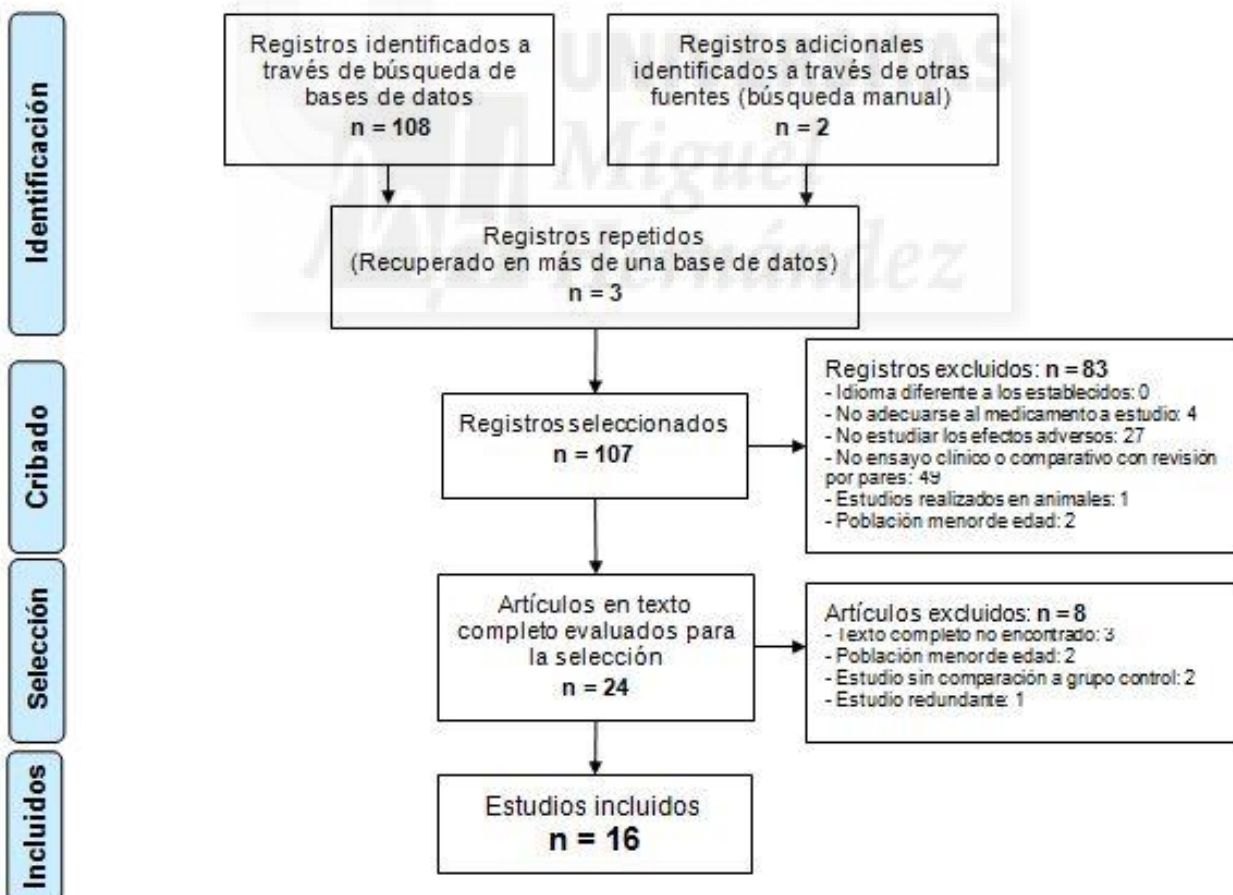 UNIVERSITAS
Miguel
Hernández
Identificación
Registros identificados a
través de búsqueda de
bases de datos
n = 108
Registros adicionales
identificados a través de otras
fuentes (búsqueda manual)
n = 2
Registros repetidos
(Recuperado en más de una base de datos)
n = 3
Cribado
Registros seleccionados
n = 107
Registros excluidos: n = 83
- Idioma diferente a los establecidos: 0
- No adecuarse al medicamento a estudio: 4
- No estudiar los efectos adversos: 27
- No ensayo clínico o comparativo con revisión
por pares: 49
- Estudios realizados en animales: 1
- Población menor de edad: 2
Selección
Artículos en texto
completo evaluados para
la selección
n = 24
Artículos excluidos: n = 8
- Texto completo no encontrado: 3
- Población menor de edad: 2
- Estudio sin comparación a grupo control: 2
- Estudio redundante: 1
Incluidos
Estudios incluidos
n = 16